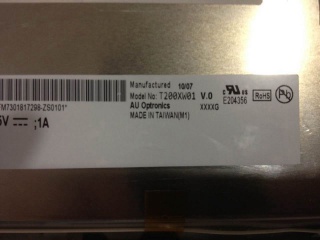 Manufactured 10/07
Model No: T200XW01 V.0
AU Optronics XXXXG
MADE IN TAIWAN(M1)
E204356
RoHS
FM7301617298-ZS0101*
5V ;1A